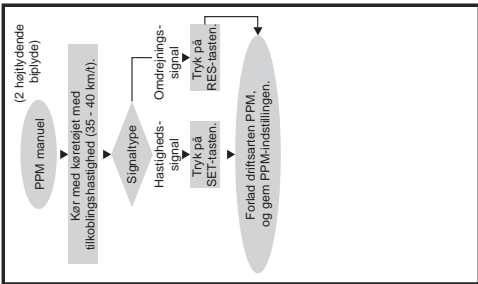 PPM manuel
(2 højtlydende
biplyde)
Kør med køretøjet med
tilkoblingshastighed (35 - 40 km/t).
Signaltype
Hastigheds-
signal
Omdrejnings-
signal
Tryk på
SET-tasten.
Tryk på
RES-tasten.
Forlad driftsarten PPM,
og gem PPM-indstillingen.